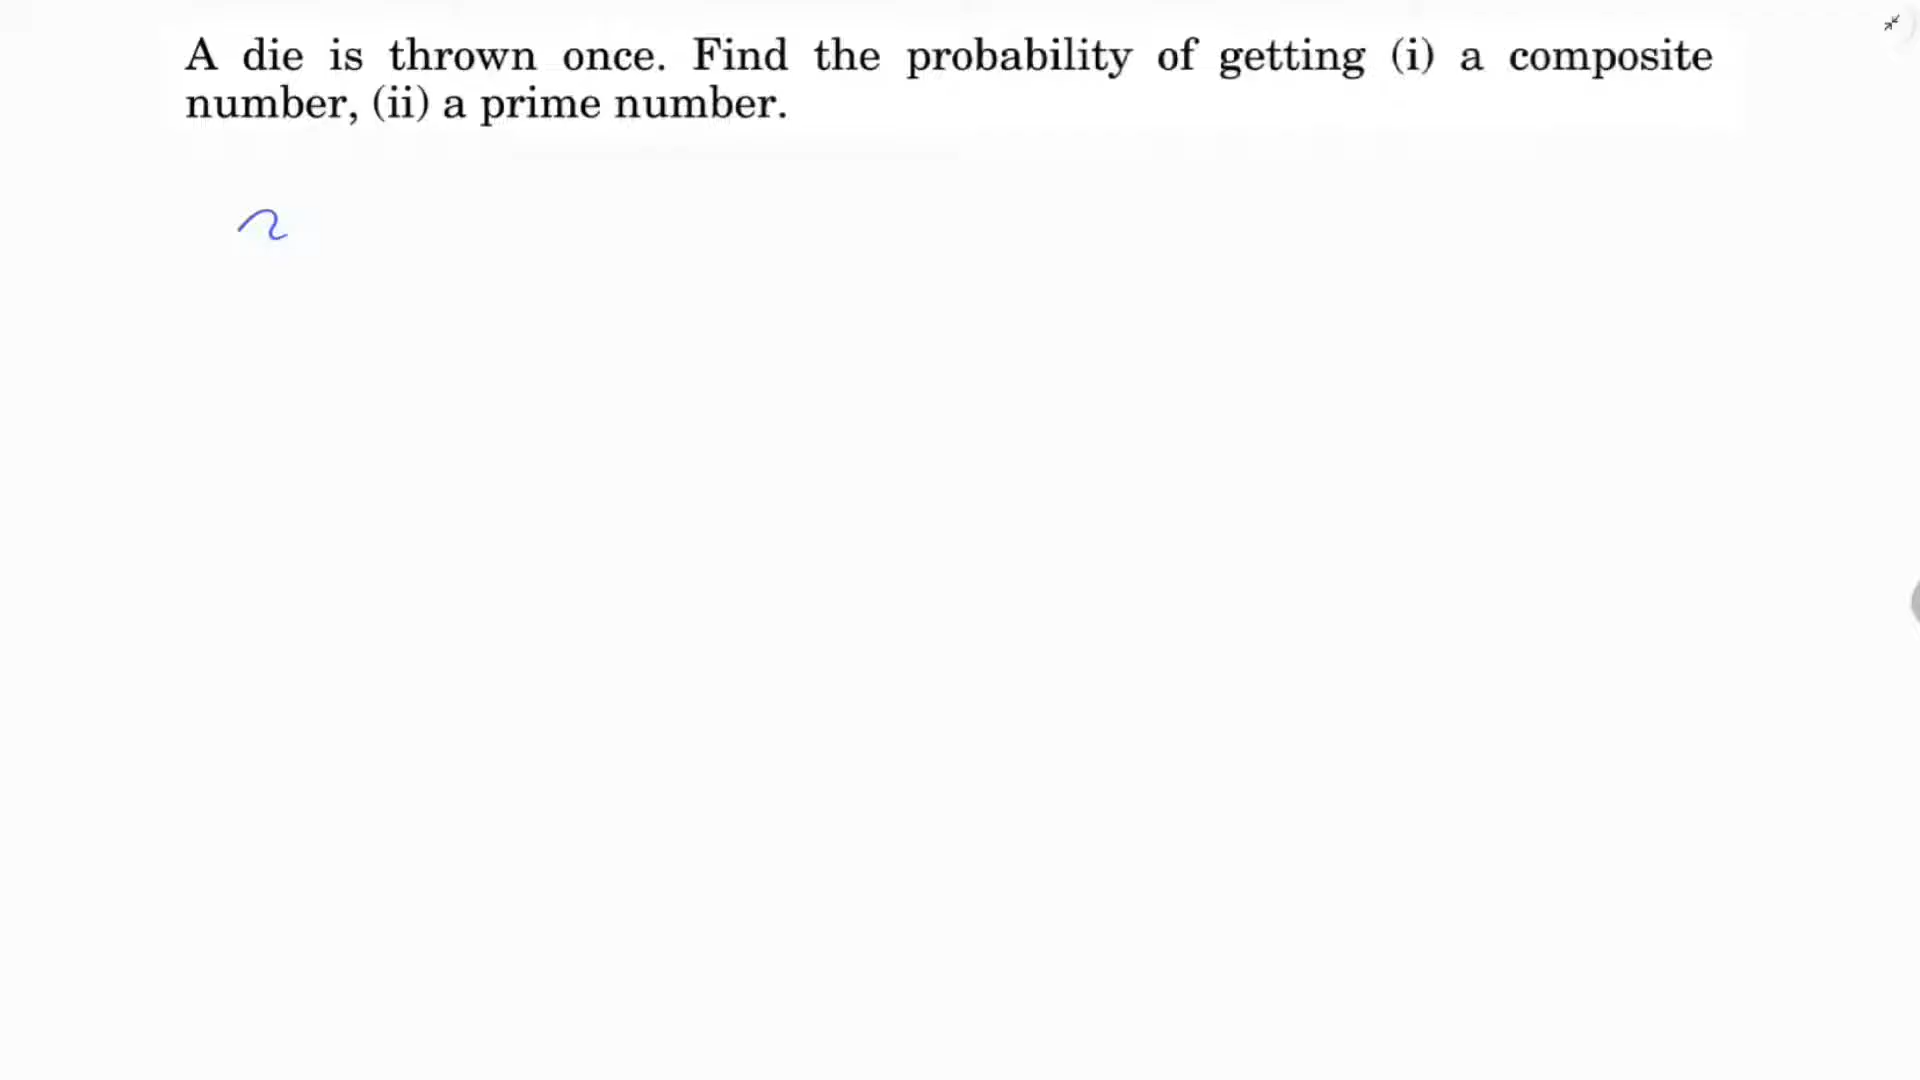 A die is thrown once. Find the probability of getting (i) a composite
number, (ii) a prime number.